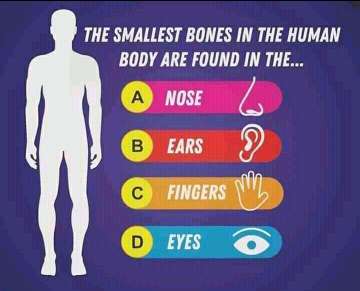 THE SMALLEST BONES IN THE HUMAN
BODY ARE FOUND IN THE...
A NOSE
B EARS
C FINGERS
D EYES